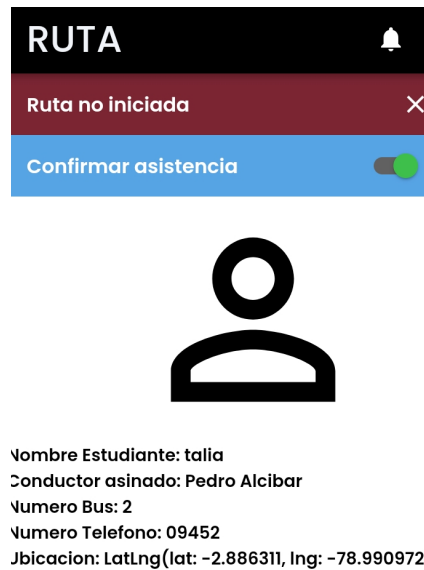 RUTA
Ruta no iniciada
Confirmar asistencia
Nombre Estudiante: talia
Conductor asinado: Pedro Alcibar
Numero Bus: 2
Numero Telefono: 09452
Ubicacion: LatLng(lat: -2.886311, lng: -78.990972